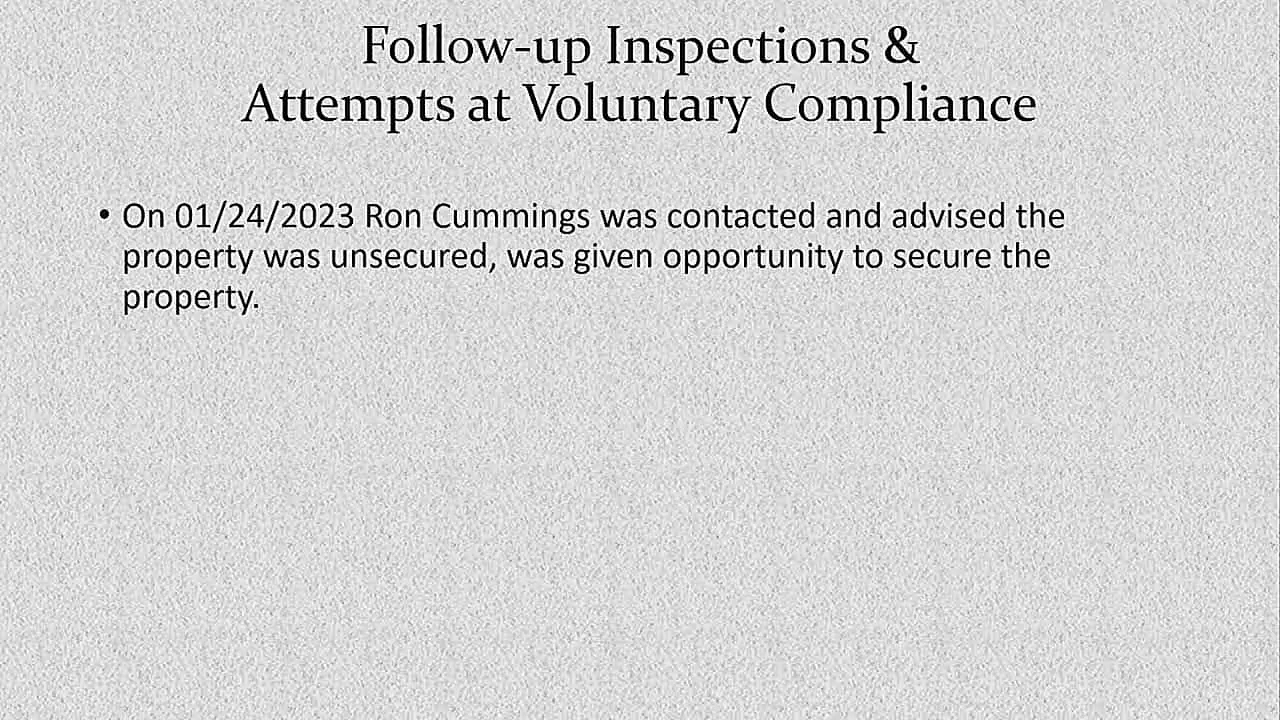 Follow-up Inspections &
Attempts at Voluntary Compliance
• On 01/24/2023 Ron Cummings was contacted and advised the
property was unsecured, was given opportunity to secure the
property.